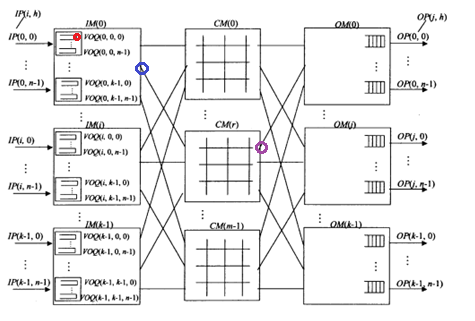 IP(i, h)
IM(0)
CM(0)
OM(0)
OP(j, h)
IP(0, 0)
VOQ(0, 0, 0)
VOQ(0, 0, n-1)
OP(0, 0)
IP(0, n-1)
VOQ(0, k-1, 0)
VOQ(0, k-1, n-1)
OP(0, n-1)
IM(i)
CM(r)
OM(j)
IP(i, 0)
VOQ(i, 0, 0)
VOQ(i, 0, n-1)
OP(j, 0)
IP(i, n-1)
VOQ(i, k-1, 0)
VOQ(i, k-1, n-1)
OP(j, n-1)
IM(k-1)
CM(m-1)
OM(k-1)
IP(k-1, 0)
VOQ(k-1, 0, 0)
VOQ(k-1, 0, n-1)
OP(k-1, 0)
IP(k-1, n-1)
VOQ(k-1, k-1, 0)
VOQ(k-1, k-1, n-1)
OP(k-1, n-1)